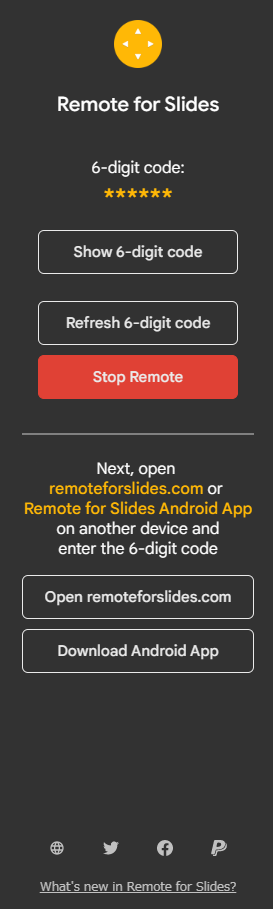 Remote for Slides
6-digit code:
******
Show 6-digit code
Refresh 6-digit code
Stop Remote
Next, open
remoteforslides.com or
Remote for Slides Android App
on another device and
enter the 6-digit code
Open remoteforslides.com
Download Android App
What's new in Remote for Slides?